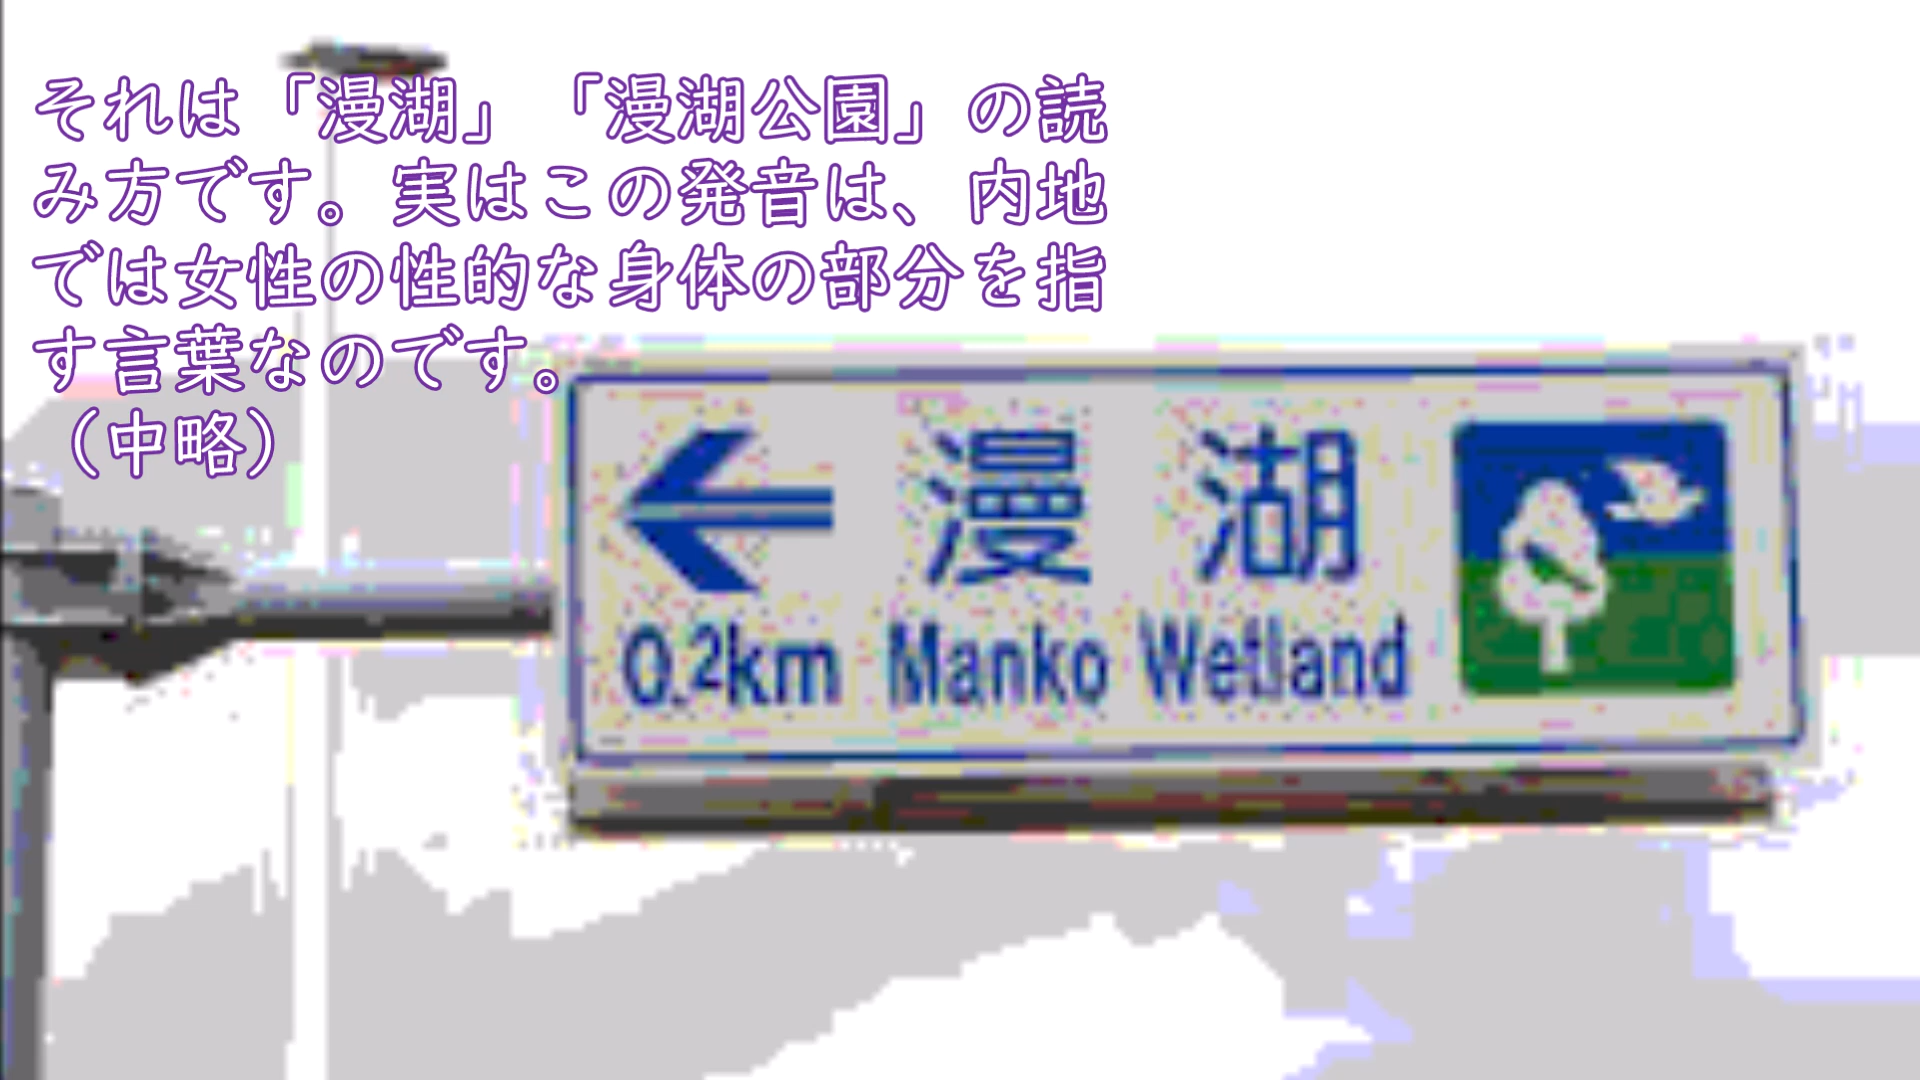 それは「漫湖」「漫湖公園」の読
み方です。実はこの発音は、内地
では女性の性的な身体の部分を指
す言葉なのです。
（中略）
漫湖
0.2km Manko Wetland